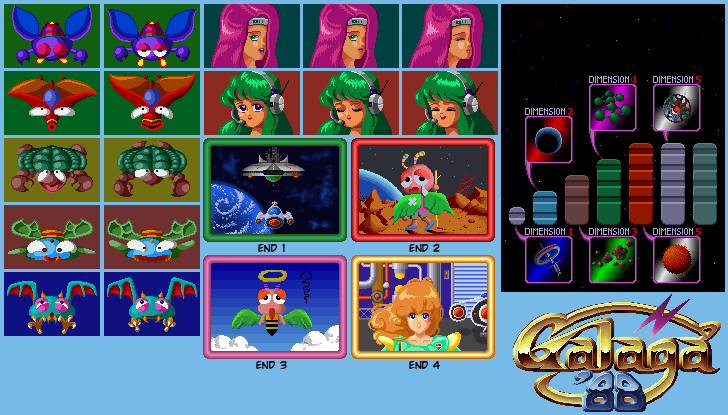 DIMENSION 4
DIMENSION 5
DIMENSION 2
DIMENSION 1
DIMENSION 3
DIMENSION 5
END 1
END 2
END 3
END 4
Galaga
'88